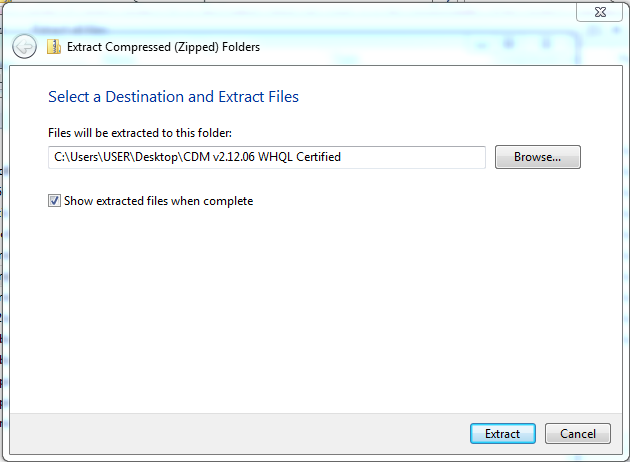 Extract Compressed (Zipped) Folders
Select a Destination and Extract Files
Files will be extracted to this folder:
C:\Users\USER\Desktop\CDM v2.12.06 WHQL Certified
Browse...
Show extracted files when complete
Extract
Cancel